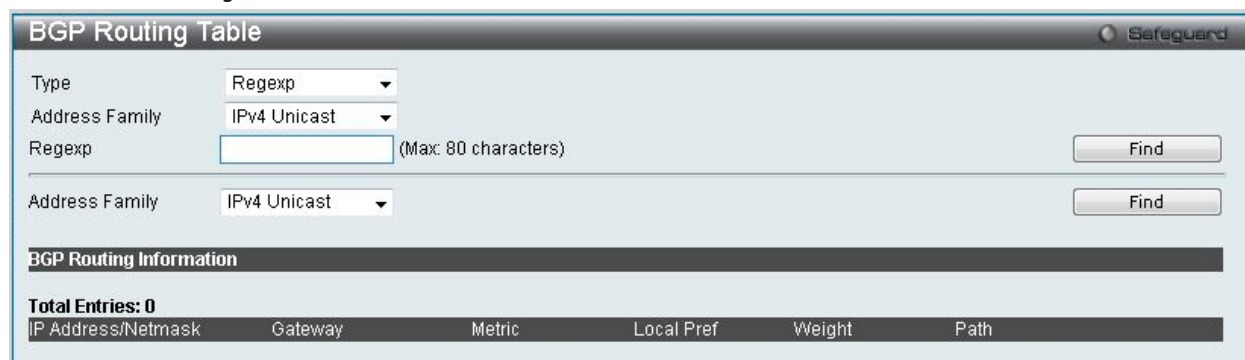 BGP Routing Table
Safeguard
Type Regexp
Address Family IPv4 Unicast
Regexp (Max: 80 characters) Find
Address Family IPv4 Unicast Find
BGP Routing Information
Total Entries: 0
IP Address/Netmask Gateway Metric Local Pref Weight Path